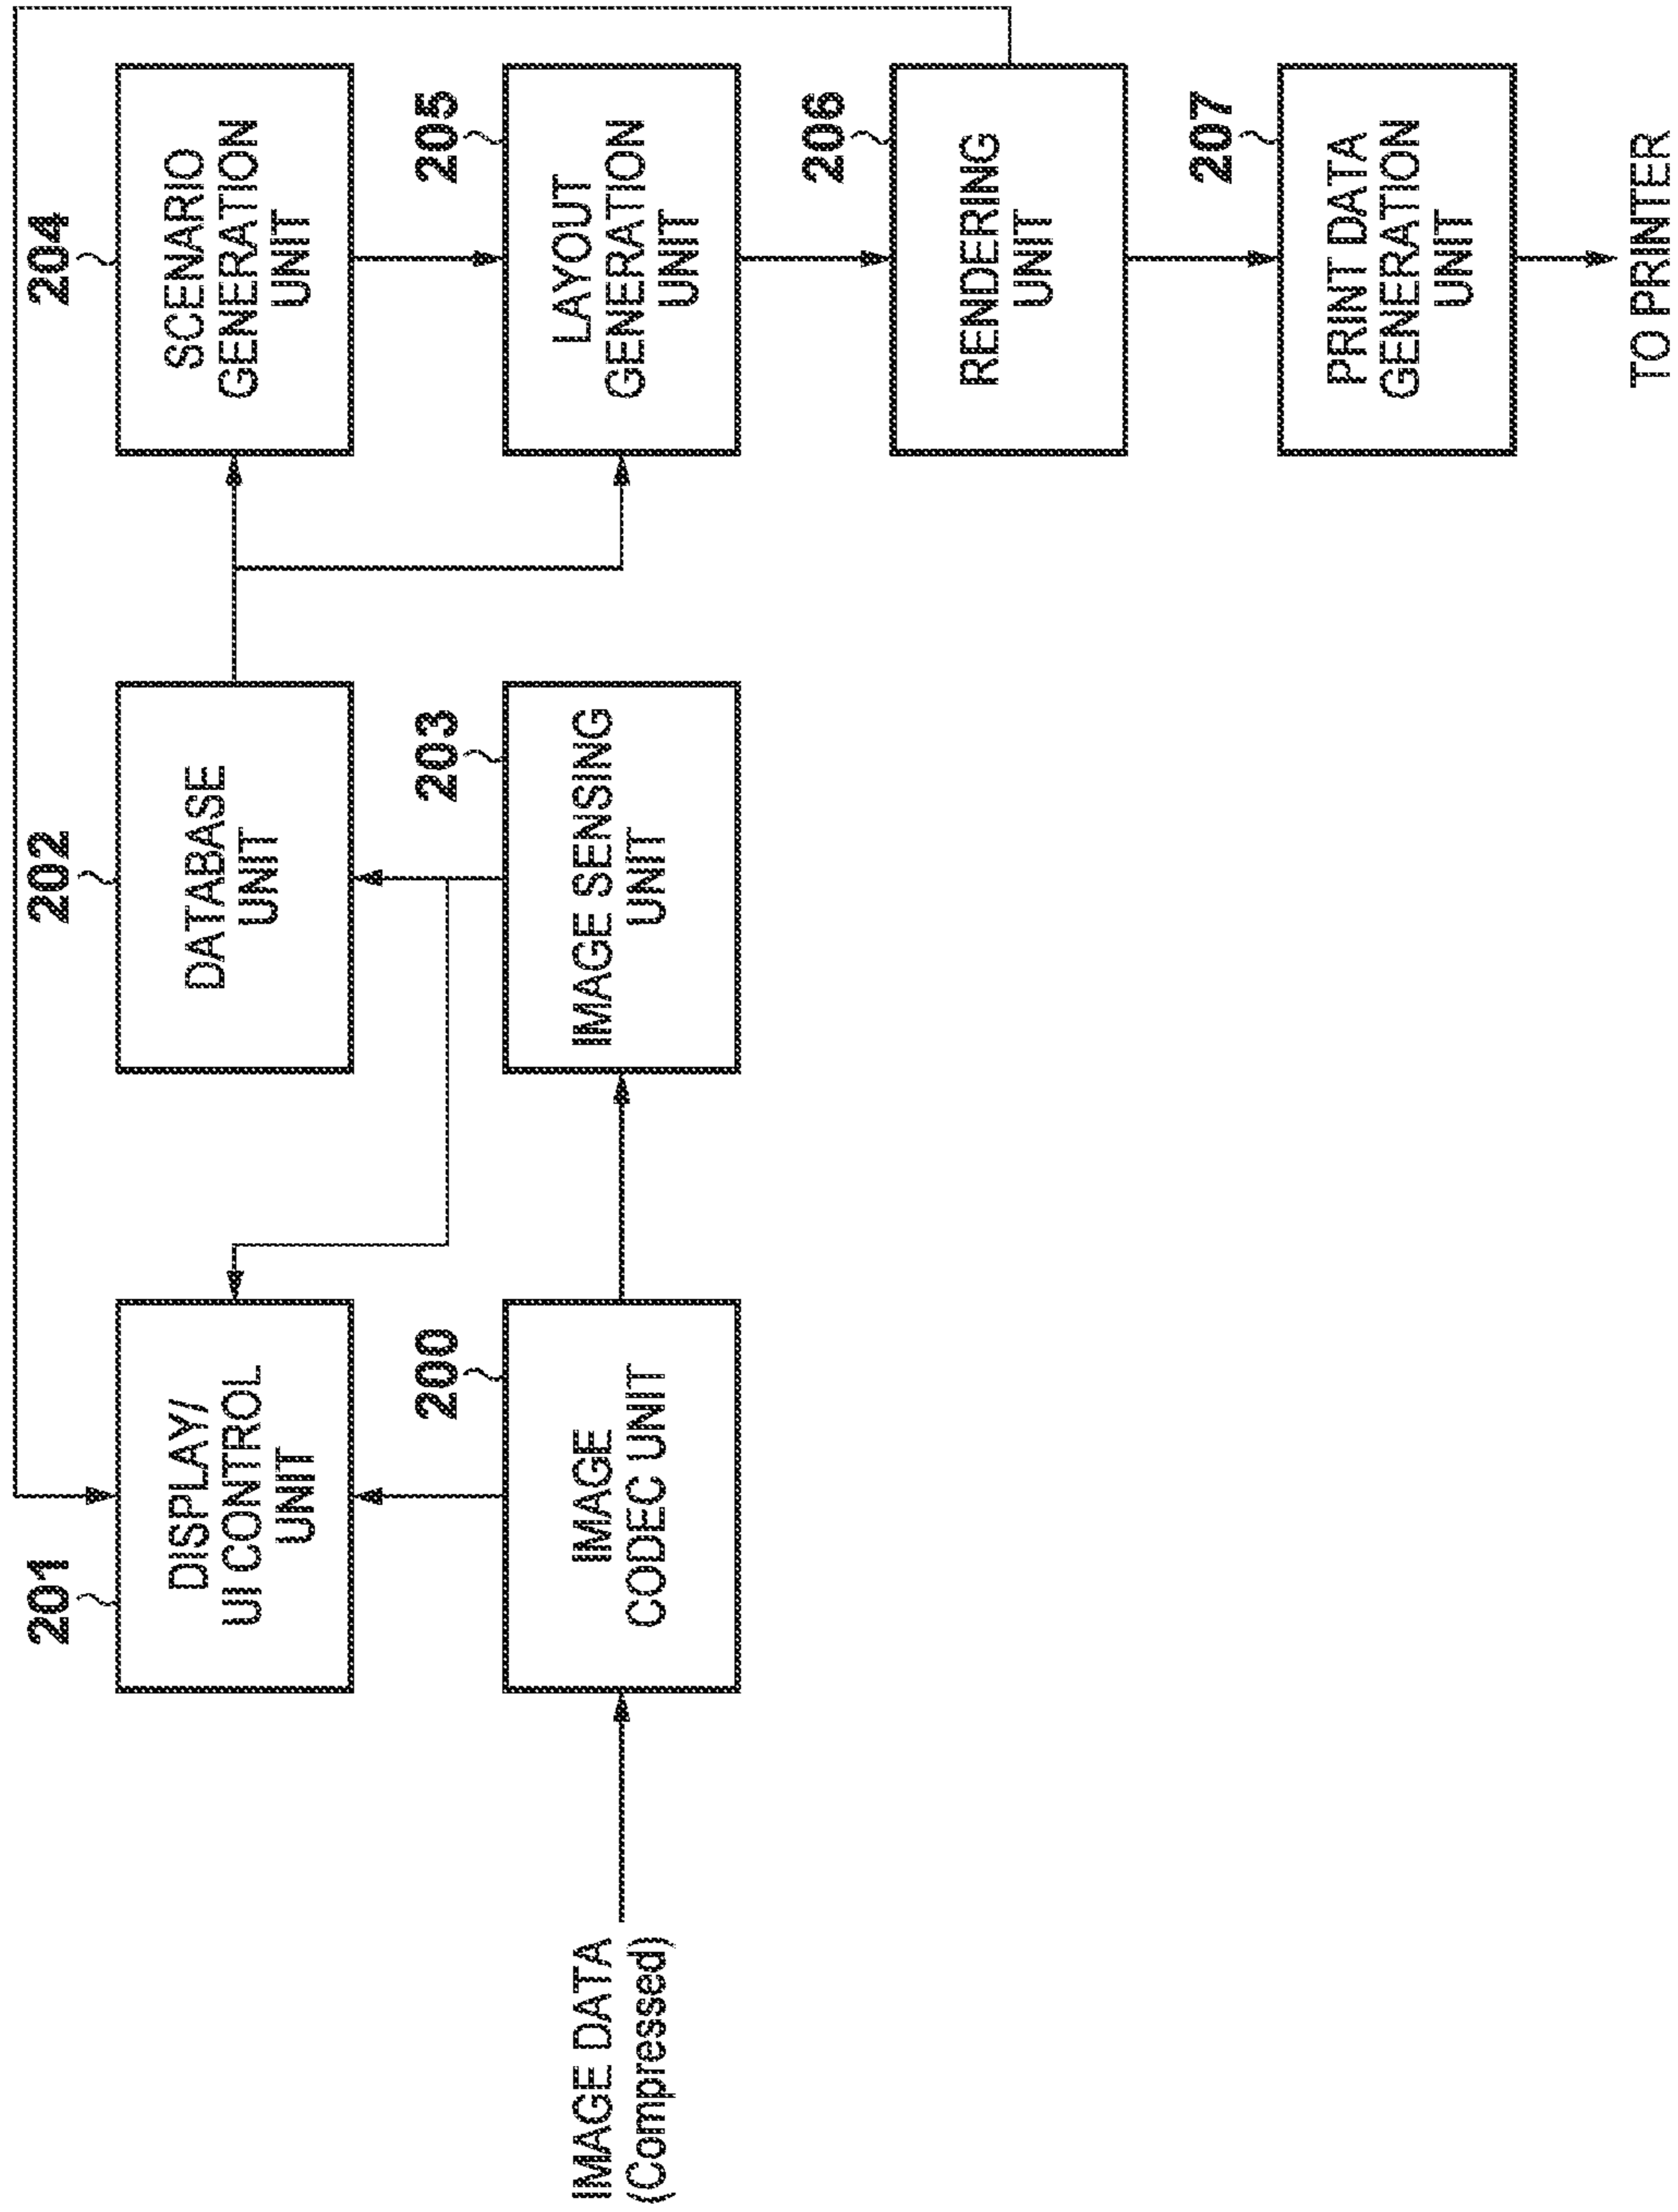 201
DISPLAY/
UI CONTROL
UNIT
202
DATABASE
UNIT
204
SCENARIO
GENERATION
UNIT
IMAGE DATA
(Compressed)
200
IMAGE
CODEC UNIT
203
IMAGE SENSING
UNIT
205
LAYOUT
GENERATION
UNIT
206
RENDERING
UNIT
207
PRINT DATA
GENERATION
UNIT
TO PRINTER